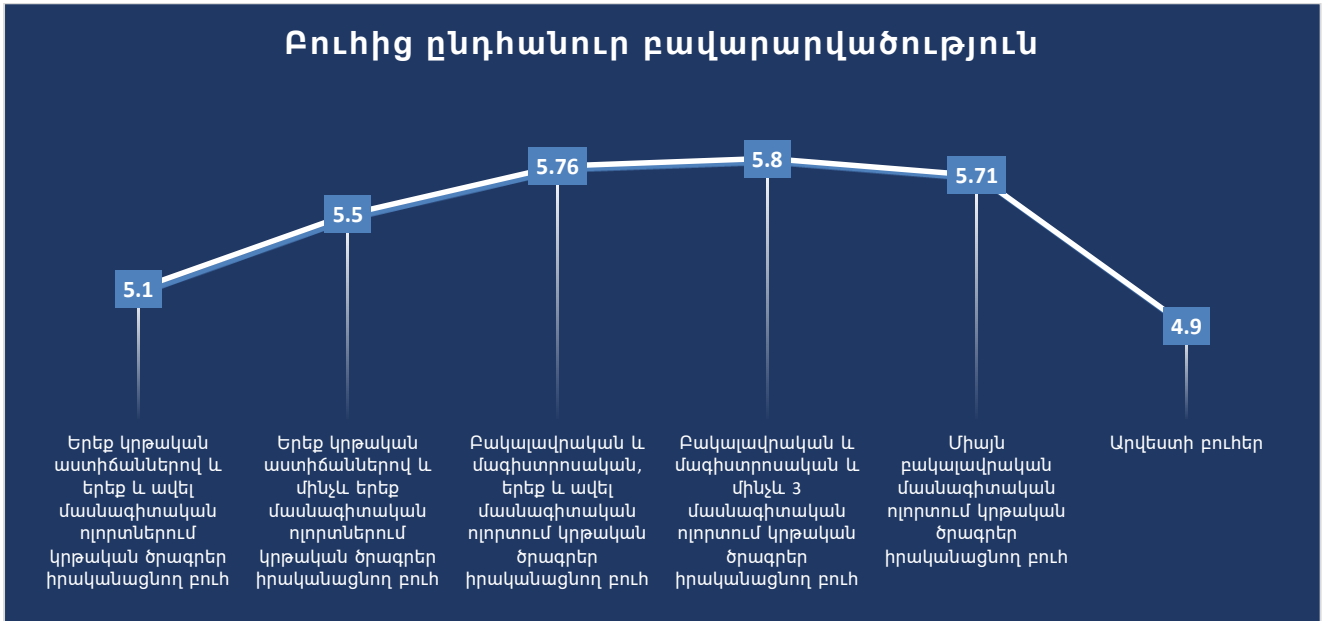 Բուհից ընդհանուր բավարարվածություն
5.1
5.5
5.76
5.8
5.71
4.9
Երեք կրթական
աստիճաններով և
երեք և ավել
մասնագիտական
ոլորտներում
կրթական ծրագրեր
իրականացնող բուհ
Երեք կրթական
աստիճաններով և
մինչև երեք
մասնագիտական
ոլորտներում
կրթական ծրագրեր
իրականացնող բուհ
Բակալավրական և
մագիստրոսական,
երեք և ավել
մասնագիտական
ոլորտում կրթական
ծրագրեր
իրականացնող բուհ
Բակալավրական և
մագիստրոսական և
մինչև 3
մասնագիտական
ոլորտում կրթական
ծրագրեր
իրականացնող բուհ
Միայն
բակալավրական
մասնագիտական
ոլորտում կրթական
ծրագրեր
իրականացնող բուհ
Արվեստի բուհեր